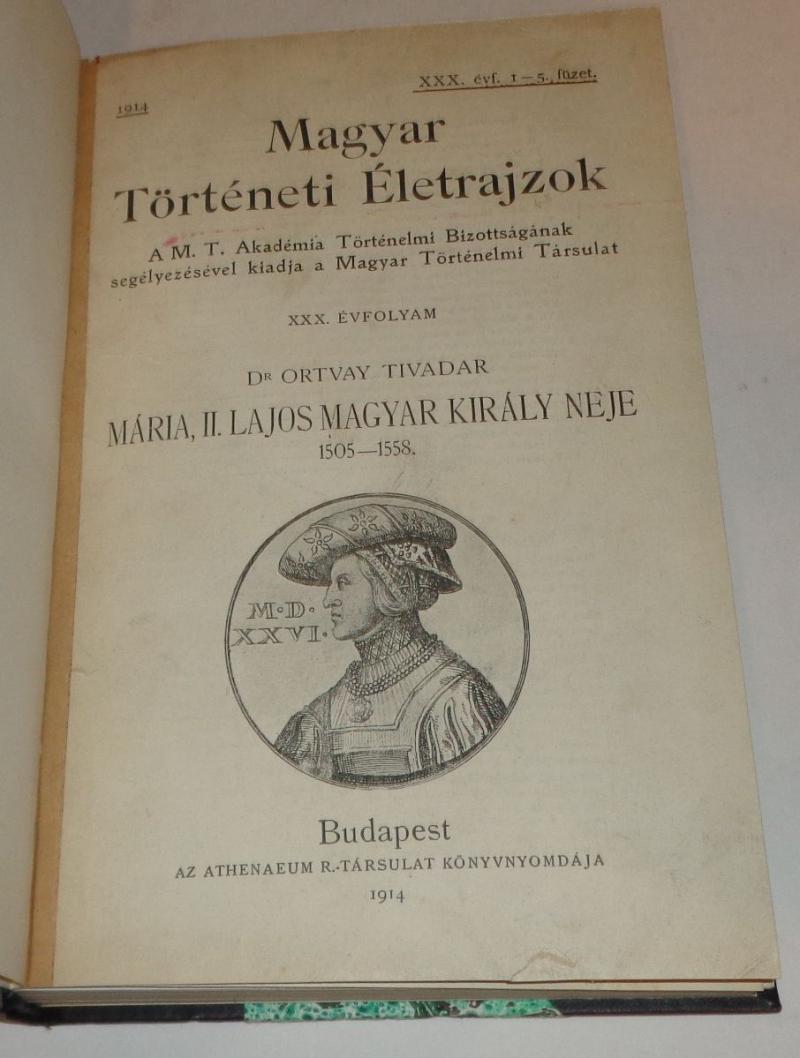 1914
XXX. évf. 1—5. füzet.
Magyar
Történeti Életrajzok
A M. T. Akadémia Történelmi Bizottságának
segélyezésével kiadja a Magyar Történelmi Társulat
XXX. ÉVFOLYAM
DR ORTVAY TIVADAR
MÁRIA, II. LAJOS MAGYAR KIRÁLY NEJE
1505—1558.
M·D·
XXVI·
Budapest
AZ ATHENAEUM R.-TÁRSULAT KÖNYVNYOMDÁJA
1914